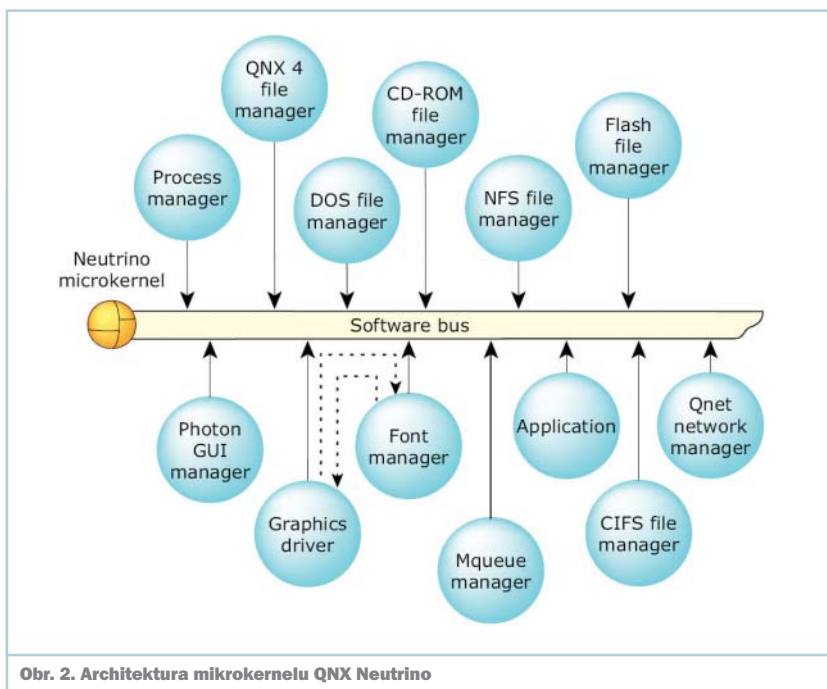 QNX 4
file
manager
CD-ROM
file
manager
Flash
file
manager
Process
manager
DOS file
manager
NFS file
manager
Neutrino
microkernel
Software bus
Photon
GUI
manager
Graphics
driver
Font
manager
Mqueue
manager
Application
CIFS file
manager
Qnet
network
manager
Obr. 2. Architektura mikrokernelu QNX Neutrino